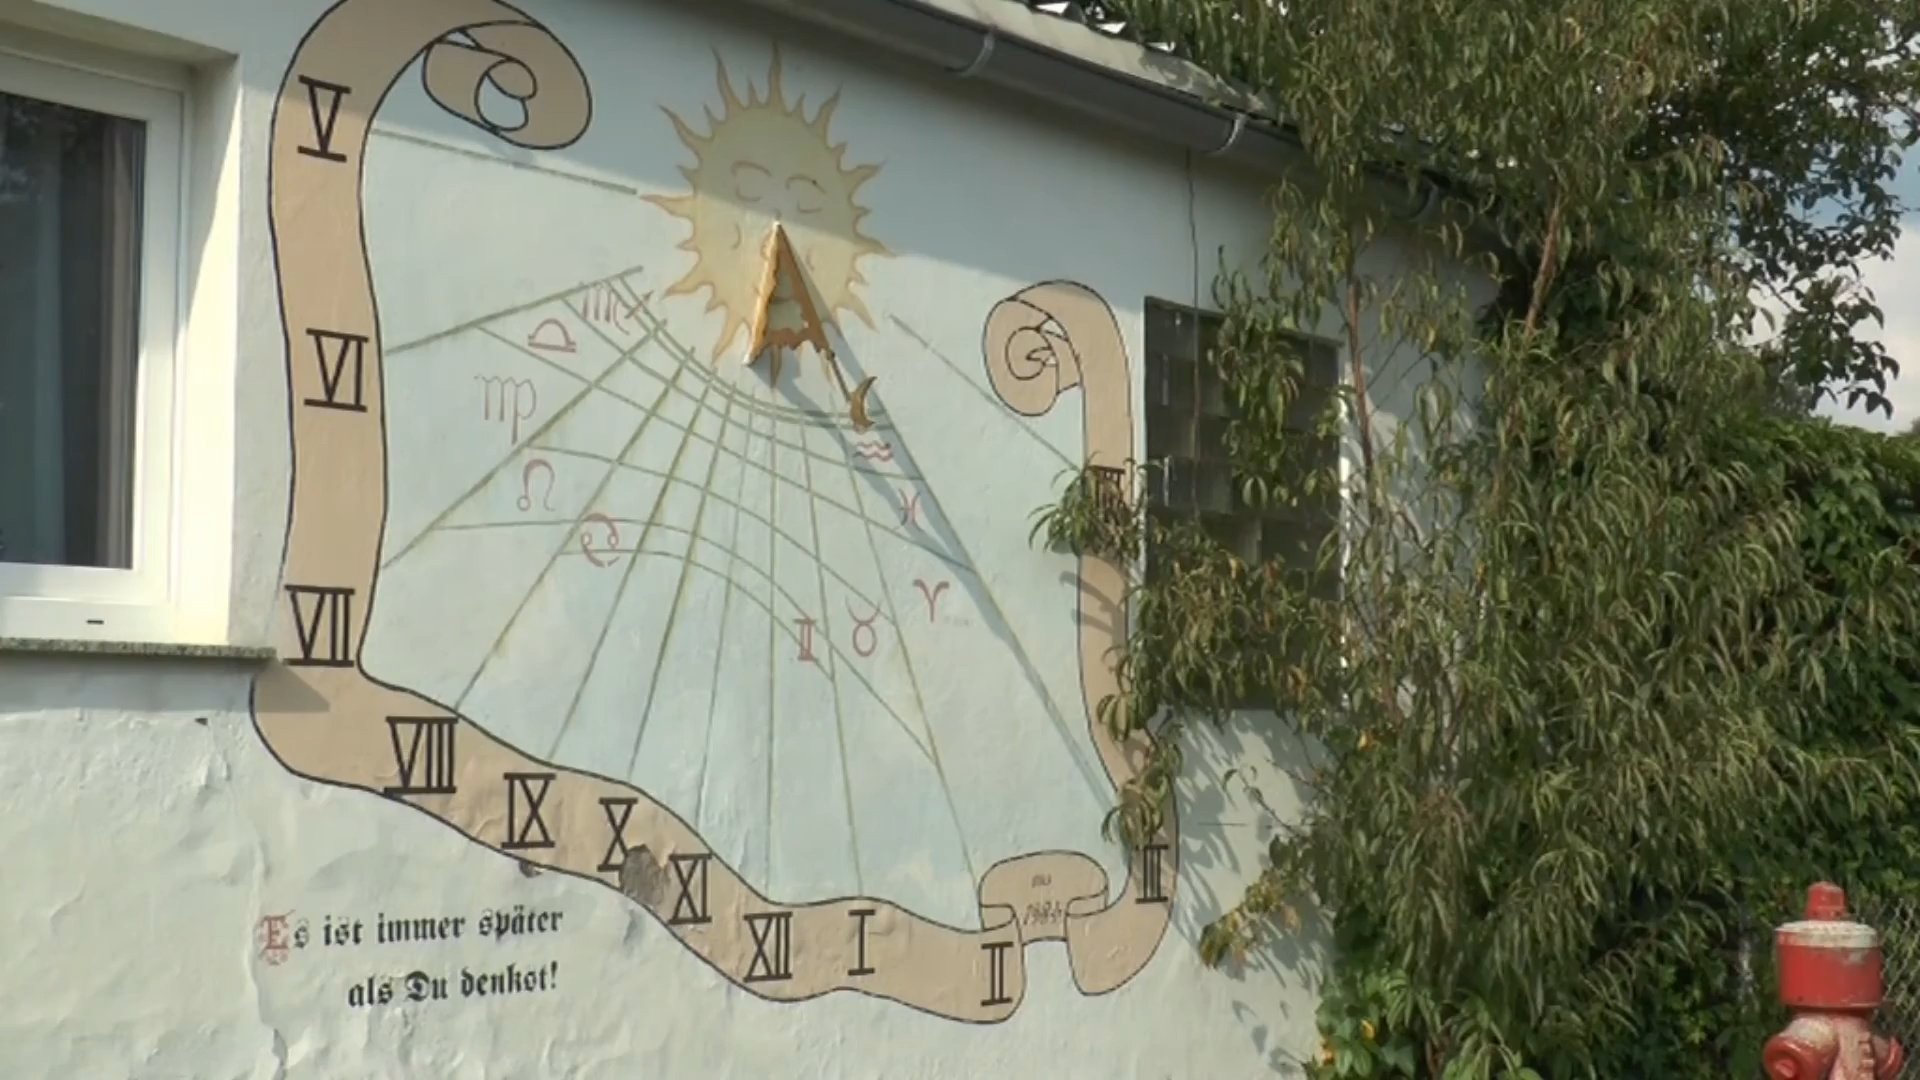 V
VI
VII
VIII
IX
X
XI
XII
I
II
III
Es ist immer später
als Du denkst!